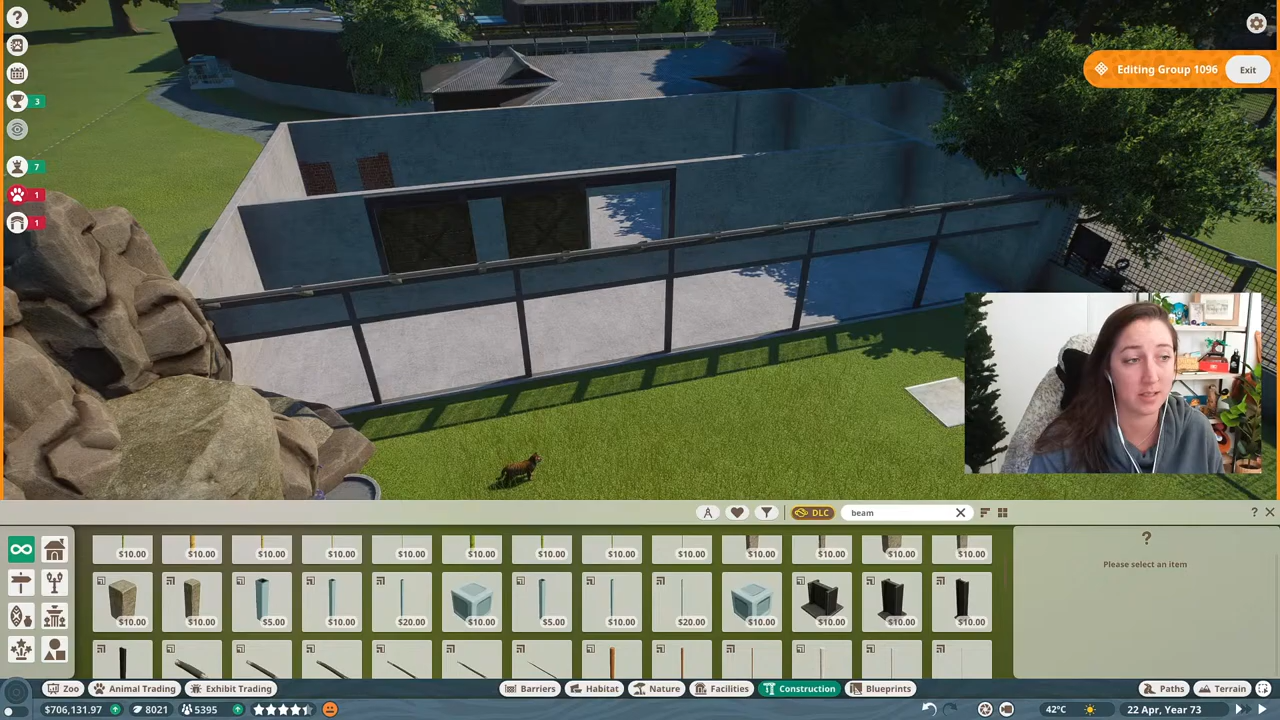 ?
Editing Group 1096
Exit
3
7
1
1
DLC
beam
?
$10.00 $10.00 $10.00 $10.00 $10.00 $10.00 $10.00 $10.00 $10.00 $10.00 $10.00 $10.00 $10.00
?
Please select an item
$10.00 $10.00 $5.00 $10.00 $20.00 $10.00 $5.00 $10.00 $20.00 $10.00 $10.00 $10.00 $10.00
Zoo Animal Trading Exhibit Trading Barriers Habitat Nature Facilities Construction Blueprints Paths Terrain
$706,131.97 8021 5395 42°C 22 Apr, Year 73